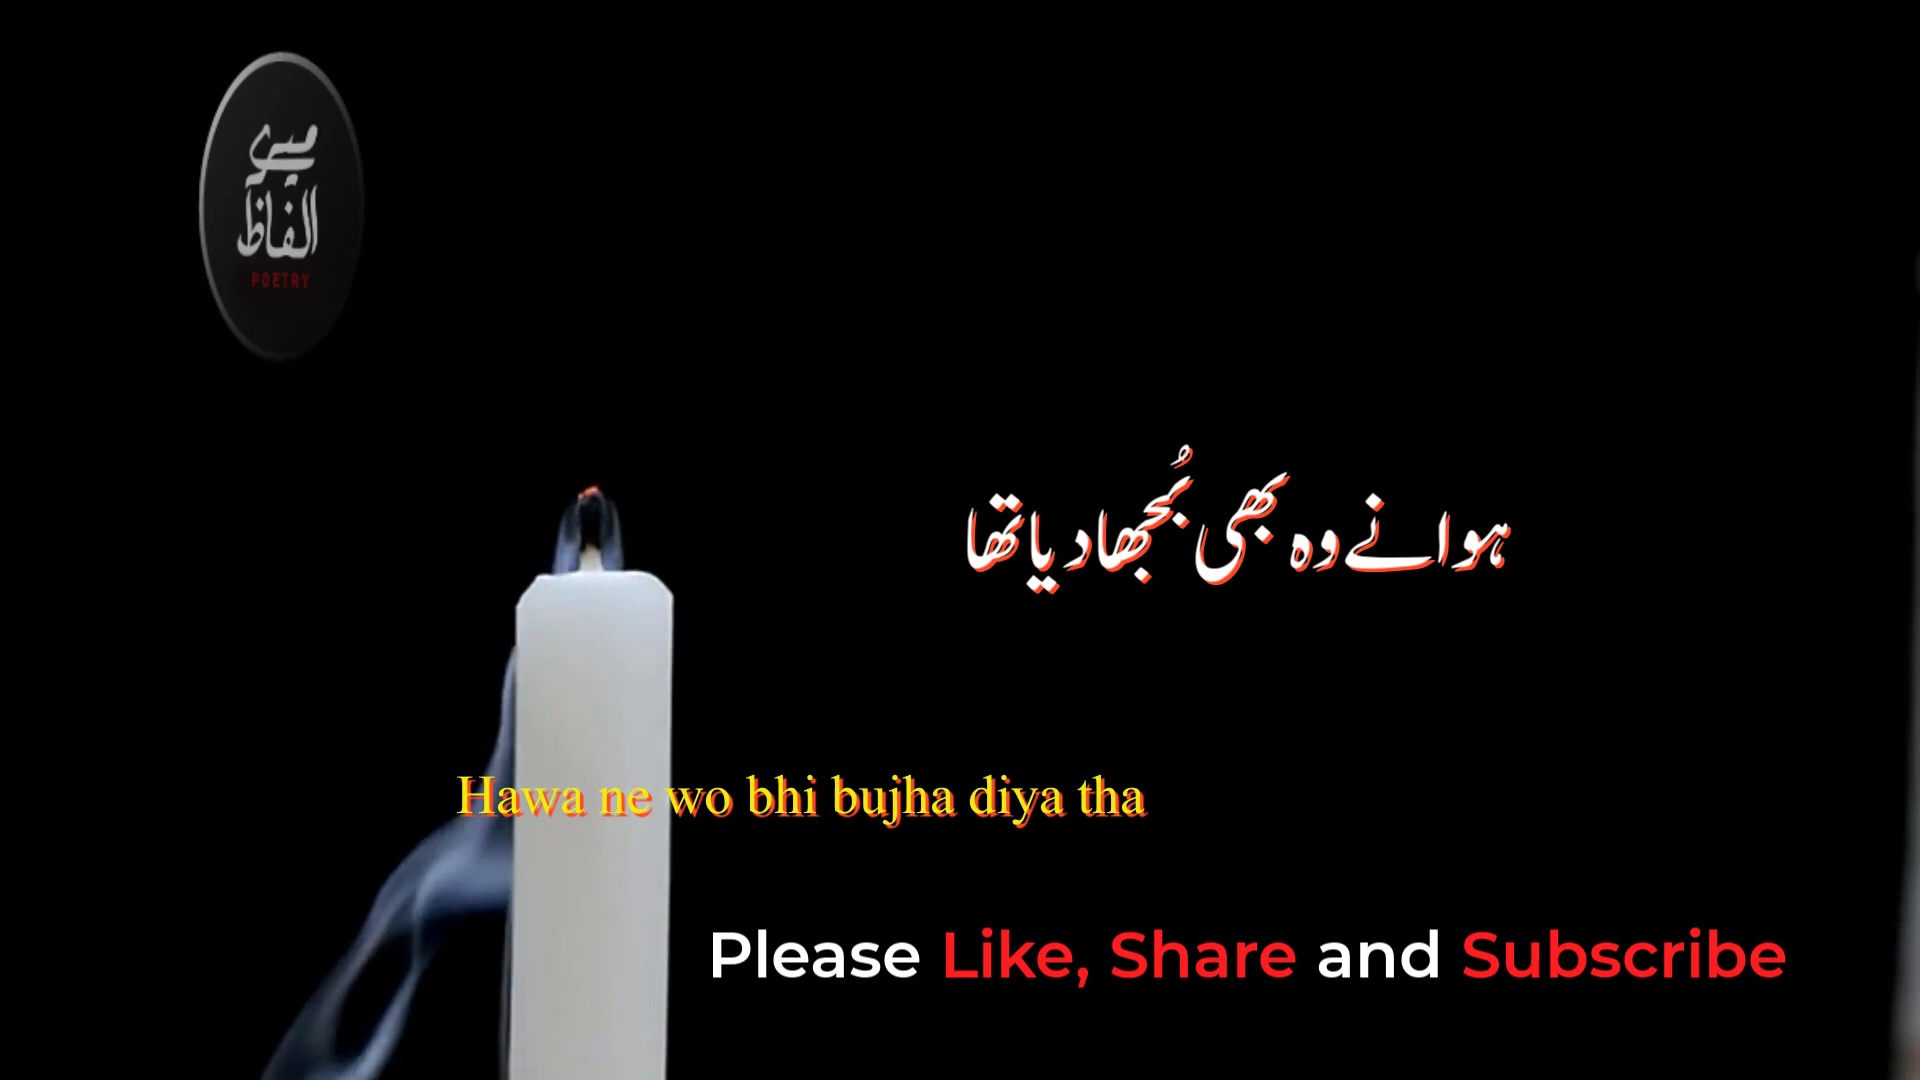 میرے
الفاظ
POETRY
ہوا نے وہ بھی بُجھا دیا تھا
Hawa ne wo bhi bujha diya tha
Please Like, Share and Subscribe